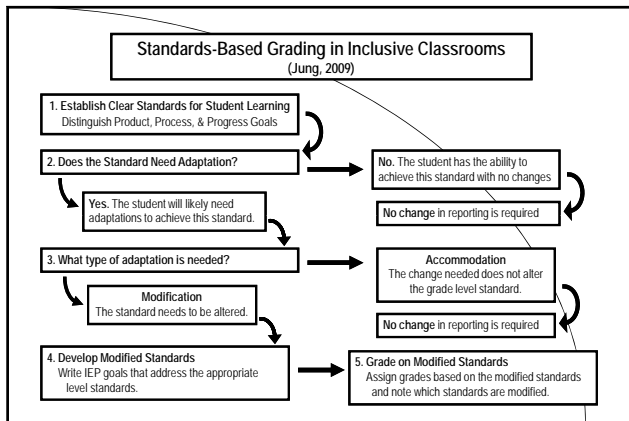 Standards-Based Grading in Inclusive Classrooms
(Jung, 2009)
1. Establish Clear Standards for Student Learning
Distinguish Product, Process, & Progress Goals
2. Does the Standard Need Adaptation?
No. The student has the ability to
achieve this standard with no changes
Yes. The student will likely need
adaptations to achieve this standard.
No change in reporting is required
3. What type of adaptation is needed?
Accommodation
The change needed does not alter
the grade level standard.
Modification
The standard needs to be altered.
No change in reporting is required
4. Develop Modified Standards
Write IEP goals that address the appropriate
level standards.
5. Grade on Modified Standards
Assign grades based on the modified standards
and note which standards are modified.